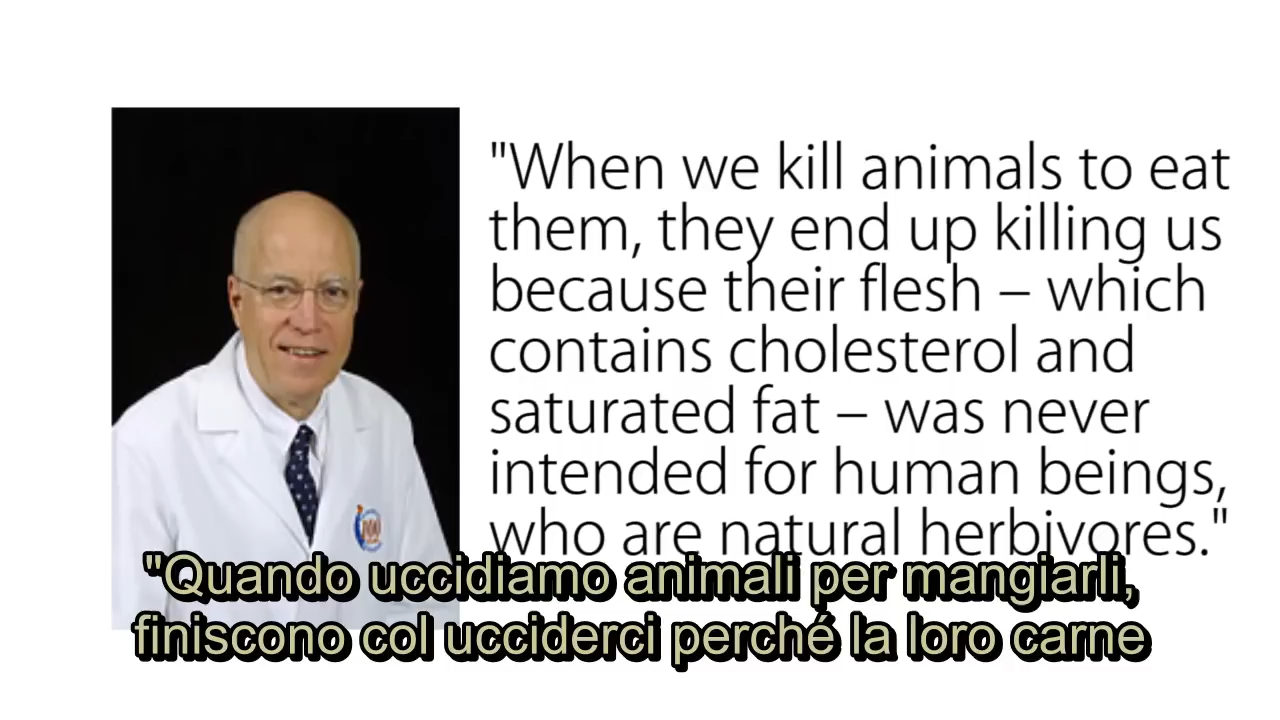 "When we kill animals to eat
them, they end up killing us
because their flesh – which
contains cholesterol and
saturated fat – was never
intended for human beings,
who are natural herbivores."
"Quando uccidiamo animali per mangiarli,
finiscono col ucciderci perché la loro carne